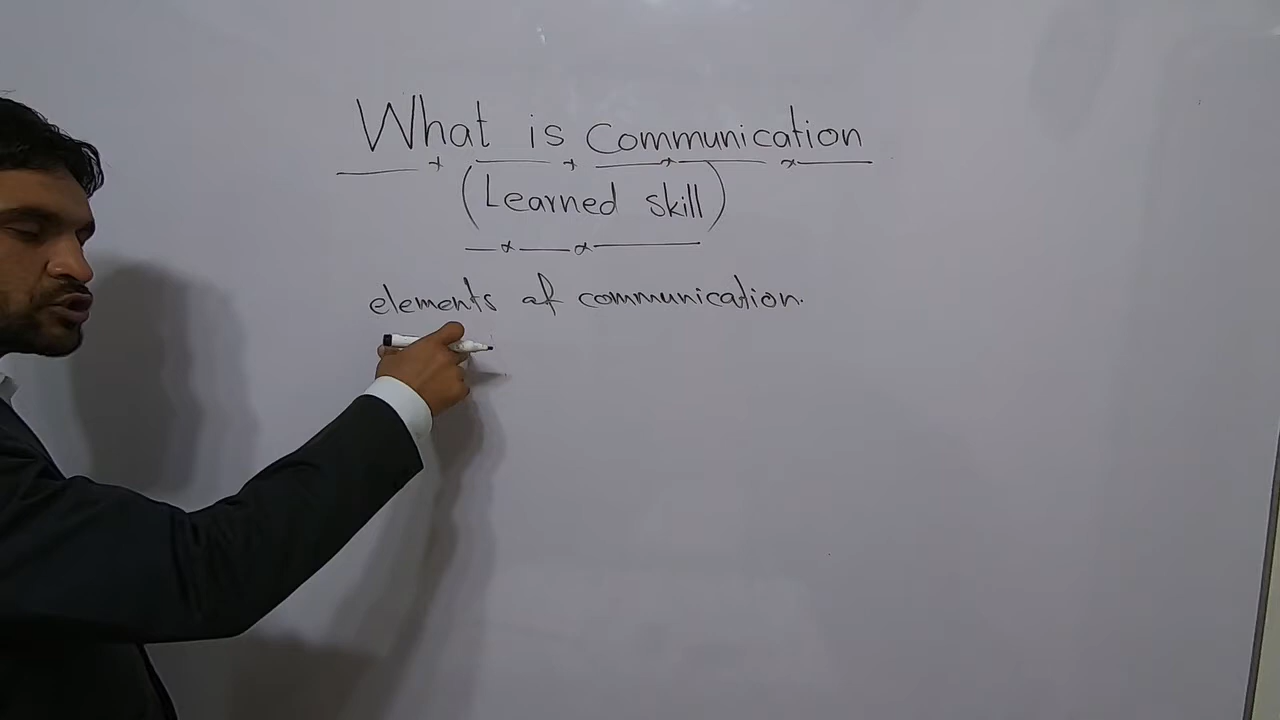 What is Communication
(Learned skill)
elements of communication.